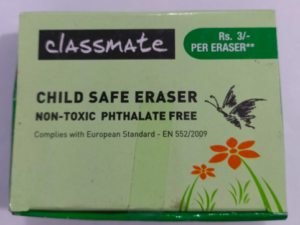 classmate
Rs. 3/-
PER ERASER**
CHILD SAFE ERASER
NON-TOXIC PHTHALATE FREE
Complies with European Standard - EN 552/2009